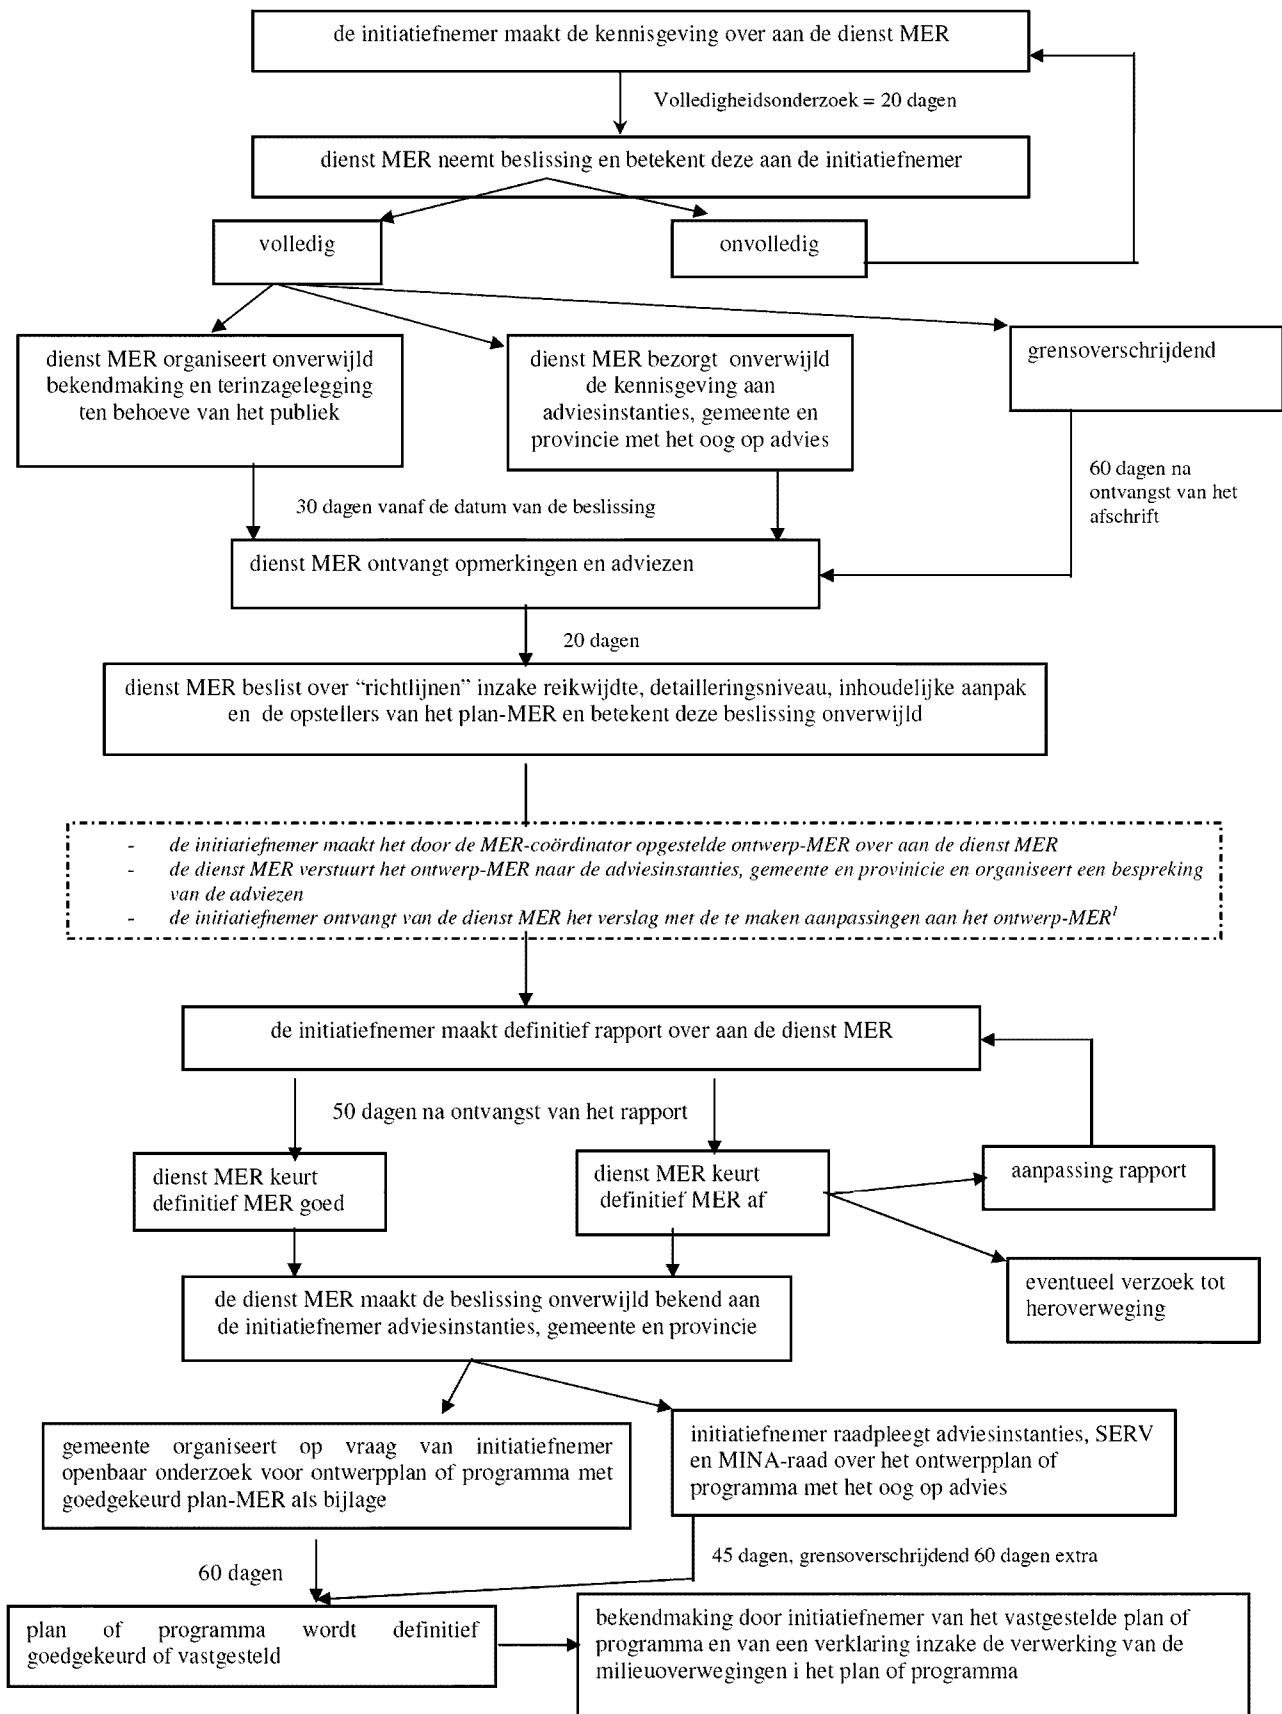 de initiatiefnemer maakt de kennisgeving over aan de dienst MER
Volledigheidsonderzoek = 20 dagen
dienst MER neemt beslissing en betekent deze aan de initiatiefnemer
volledig
onvolledig
dienst MER organiseert onverwijld
bekendmaking en terinzagelegging
ten behoeve van het publiek
dienst MER bezorgt onverwijld
de kennisgeving aan
adviesinstanties, gemeente en
provincie met het oog op advies
grensoverschrijdend
60 dagen na
ontvangst van het
afschrift
30 dagen vanaf de datum van de beslissing
dienst MER ontvangt opmerkingen en adviezen
20 dagen
dienst MER beslist over “richtlijnen” inzake reikwijdte, detailleringsniveau, inhoudelijke aanpak
en de opstellers van het plan-MER en betekent deze beslissing onverwijld
- de initiatiefnemer maakt het door de MER-coördinator opgestelde ontwerp-MER over aan de dienst MER
- de dienst MER verstuurt het ontwerp-MER naar de adviesinstanties, gemeente en provinicie en organiseert een bespreking
van de adviezen
- de initiatiefnemer ontvangt van de dienst MER het verslag met de te maken aanpassingen aan het ontwerp-MER¹
de initiatiefnemer maakt definitief rapport over aan de dienst MER
50 dagen na ontvangst van het rapport
dienst MER keurt
definitief MER goed
dienst MER keurt
definitief MER af
aanpassing rapport
eventueel verzoek tot
heroverweging
de dienst MER maakt de beslissing onverwijld bekend aan
de initiatiefnemer adviesinstanties, gemeente en provincie
gemeente organiseert op vraag van initiatiefnemer
openbaar onderzoek voor ontwerpplan of programma met
goedgekeurd plan-MER als bijlage
initiatiefnemer raadpleegt adviesinstanties, SERV
en MINA-raad over het ontwerpplan of
programma met het oog op advies
60 dagen
45 dagen, grensoverschrijdend 60 dagen extra
plan of programma wordt definitief
goedgekeurd of vastgesteld
bekendmaking door initiatiefnemer van het vastgestelde plan of
programma en van een verklaring inzake de verwerking van de
milieuoverwegingen i het plan of programma